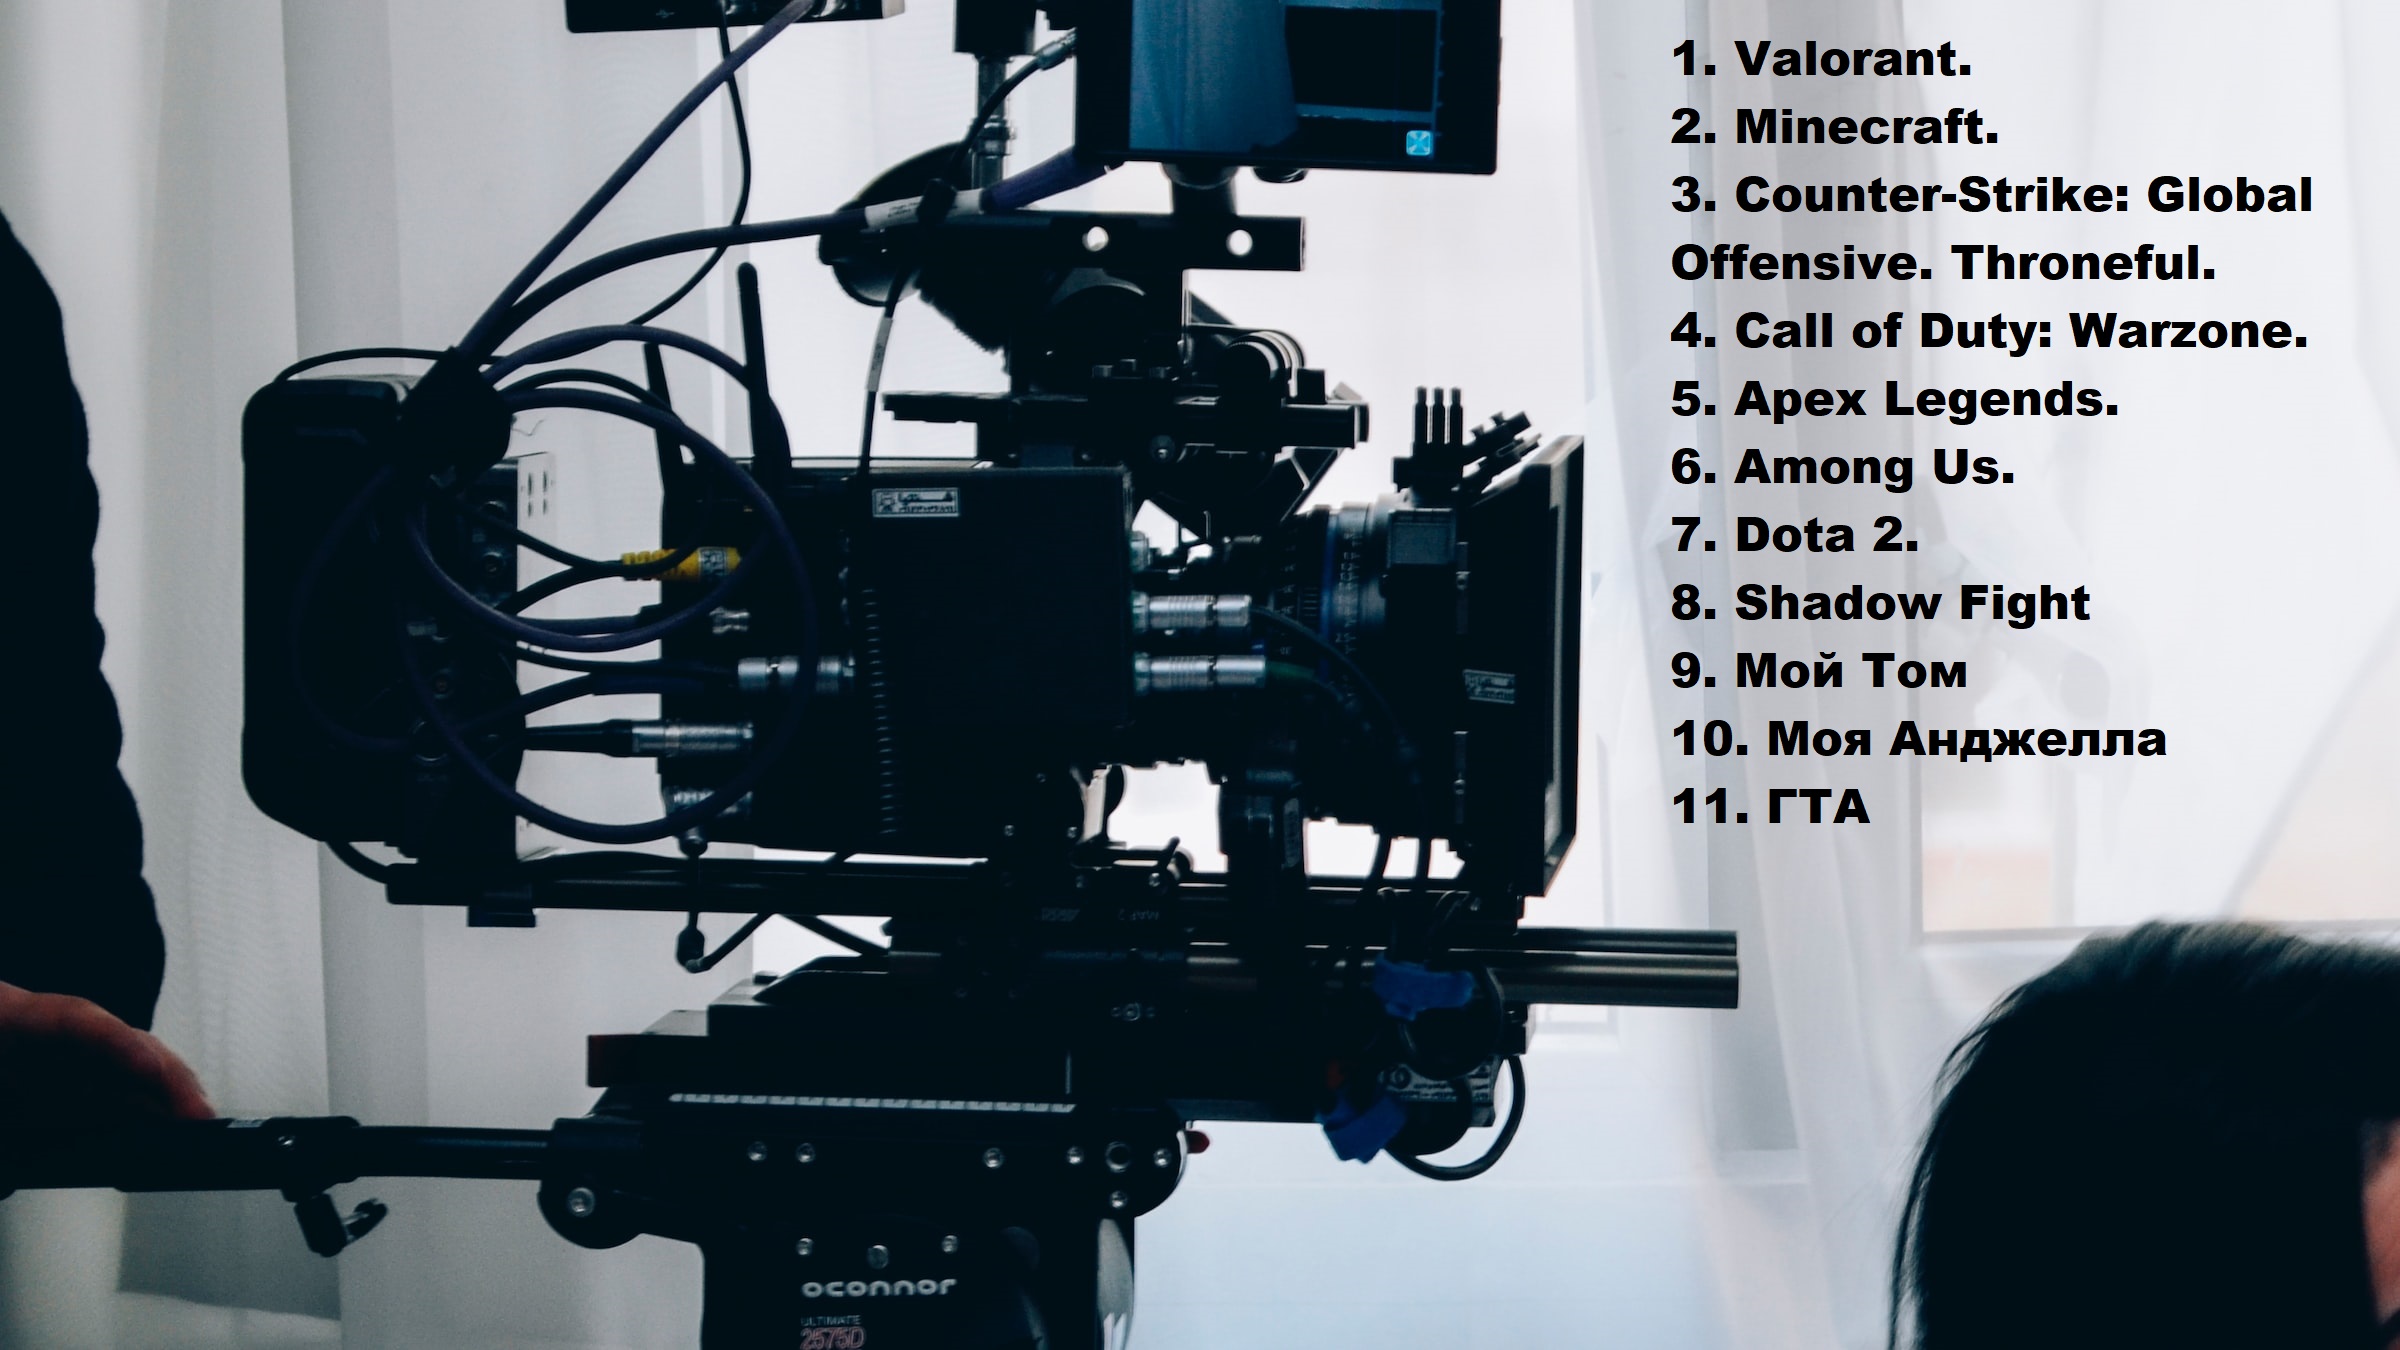 1. Valorant.
2. Minecraft.
3. Counter-Strike: Global
Offensive. Throneful.
4. Call of Duty: Warzone.
5. Apex Legends.
6. Among Us.
7. Dota 2.
8. Shadow Fight
9. Мой Том
10. Моя Анджелла
11. ГТА
oconnor
ULTIMATE
2575D